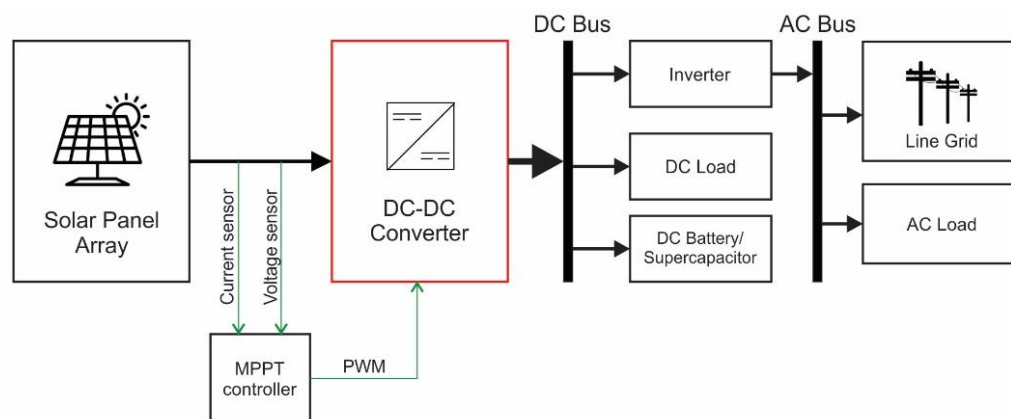 Solar Panel
Array
Current sensor
Voltage sensor
MPPT
controller
PWM
DC-DC
Converter
DC Bus
Inverter
DC Load
DC Battery/
Supercapacitor
AC Bus
Line Grid
AC Load